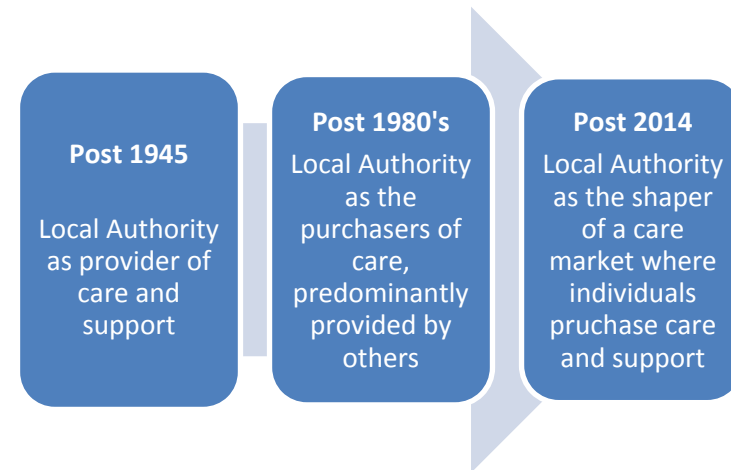 Post 1945
Local Authority
as provider of
care and
support
Post 1980's
Local Authority
as the
purchasers of
care,
predominantly
provided by
others
Post 2014
Local Authority
as the shaper
of a care
market where
individuals
pruchase care
and support